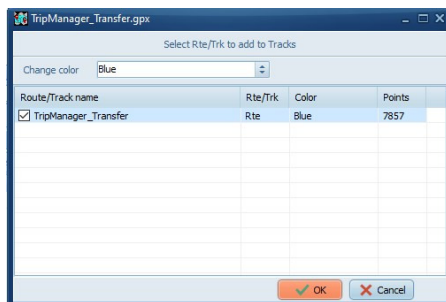 TripManager_Transfer.gpx
Select Rte/Trk to add to Tracks
Change color Blue
Route/Track name Rte/Trk Color Points
TripManager_Transfer Rte Blue 7857
OK Cancel